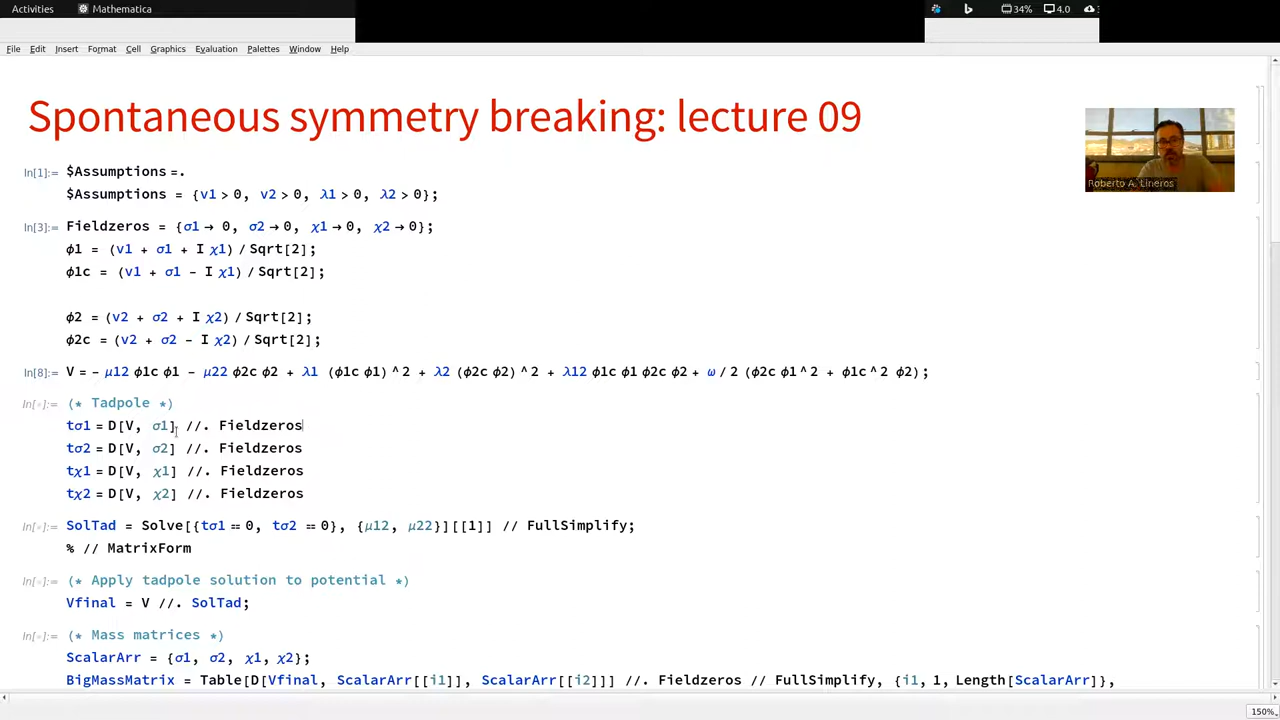 Activities Mathematica 34% 4.0
File Edit Insert Format Cell Graphics Evaluation Palettes Window Help
Spontaneous symmetry breaking: lecture 09
Roberto A. Lineros
In[1]:= $Assumptions =.
$Assumptions = {v1 > 0, v2 > 0, λ1 > 0, λ2 > 0};
In[3]:= Fieldzeros = {σ1 → 0, σ2 → 0, χ1 → 0, χ2 → 0};
ϕ1 = (v1 + σ1 + I χ1) / Sqrt[2];
ϕ1c = (v1 + σ1 - I χ1) / Sqrt[2];
ϕ2 = (v2 + σ2 + I χ2) / Sqrt[2];
ϕ2c = (v2 + σ2 - I χ2) / Sqrt[2];
In[8]:= V = - μ12 ϕ1c ϕ1 - μ22 ϕ2c ϕ2 + λ1 (ϕ1c ϕ1) ^ 2 + λ2 (ϕ2c ϕ2) ^ 2 + λ12 ϕ1c ϕ1 ϕ2c ϕ2 + ω / 2 (ϕ2c ϕ1 ^ 2 + ϕ1c ^ 2 ϕ2);
In[◦]:= (* Tadpole *)
tσ1 = D[V, σ1] //. Fieldzeros
tσ2 = D[V, σ2] //. Fieldzeros
tχ1 = D[V, χ1] //. Fieldzeros
tχ2 = D[V, χ2] //. Fieldzeros
In[◦]:= SolTad = Solve[{tσ1 == 0, tσ2 == 0}, {μ12, μ22}][[1]] // FullSimplify;
% // MatrixForm
In[◦]:= (* Apply tadpole solution to potential *)
Vfinal = V //. SolTad;
In[◦]:= (* Mass matrices *)
ScalarArr = {σ1, σ2, χ1, χ2};
BigMassMatrix = Table[D[Vfinal, ScalarArr[[i1]], ScalarArr[[i2]]] //. Fieldzeros // FullSimplify, {i1, 1, Length[ScalarArr]},
150%